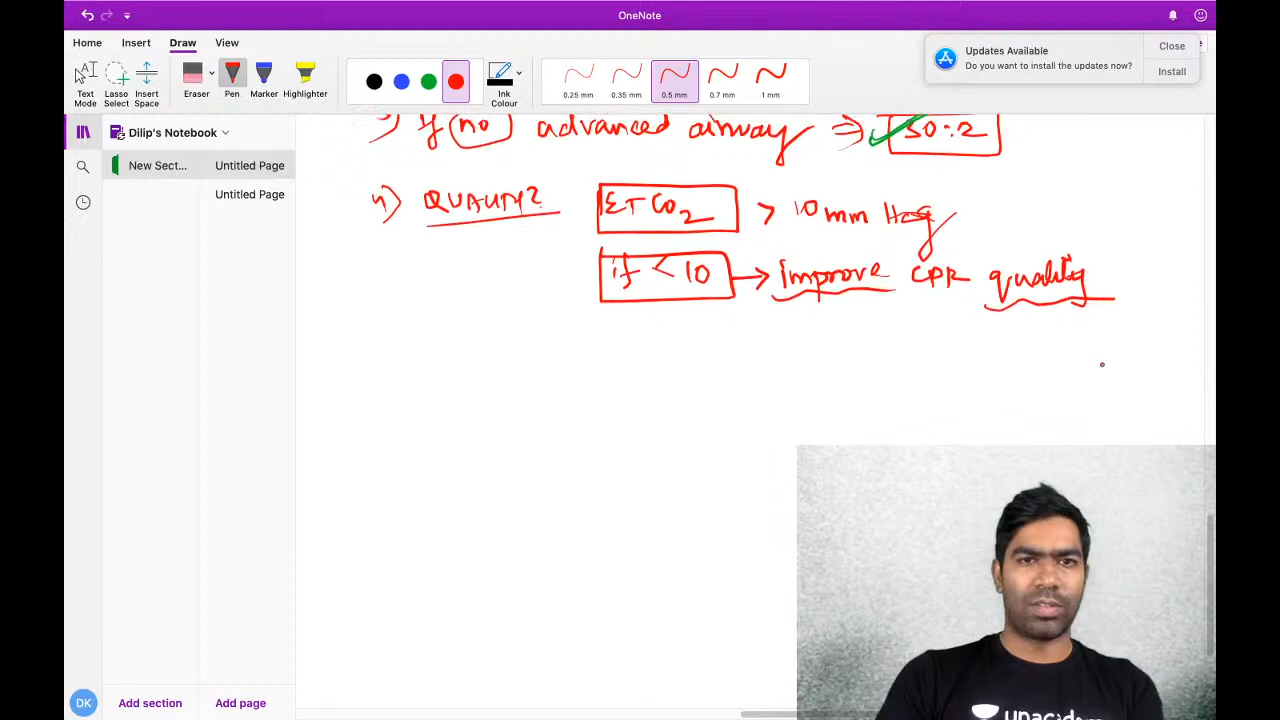 OneNote
Home Insert Draw View
Updates Available
Do you want to install the updates now?
Close
Install
Text Mode
Lasso Select
Insert Space
Eraser
Pen
Marker
Highlighter
Ink Colour
0.25 mm
0.35 mm
0.5 mm
0.7 mm
1 mm
Dilip's Notebook
New Sect...
Untitled Page
Untitled Page
If (no) advanced airway ⇒ 30:2
4) QUALITY? ETCO2 > 10 mm Hg
if < 10 → improve CPR quality
DK
Add section
Add page